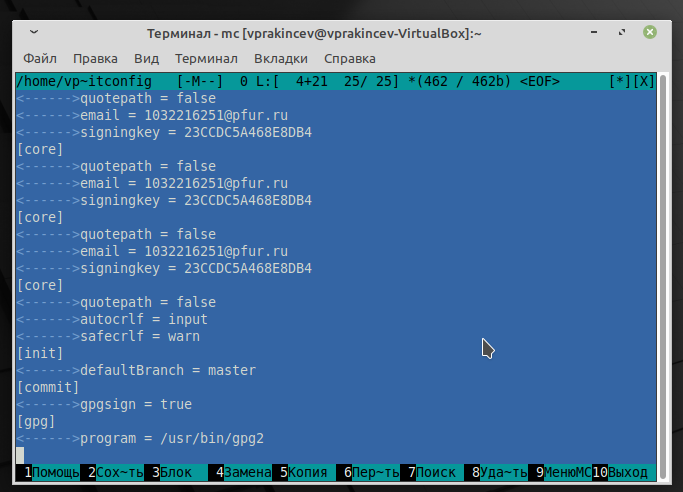 Терминал - mc [vprakincev@vprakincev-VirtualBox]:~
Файл Правка Вид Терминал Вкладки Справка
/home/vp~itconfig [-M--] 0 L:[ 4+21 25/ 25] *(462 / 462b) <EOF> [*][X]
<------>quotepath = false
<------>email = 1032216251@pfur.ru
<------>signingkey = 23CCDC5A468E8DB4
[core]
<------>quotepath = false
<------>email = 1032216251@pfur.ru
<------>signingkey = 23CCDC5A468E8DB4
[core]
<------>quotepath = false
<------>email = 1032216251@pfur.ru
<------>signingkey = 23CCDC5A468E8DB4
[core]
<------>quotepath = false
<------>autocrlf = input
<------>safecrlf = warn
[init]
<------>defaultBranch = master
[commit]
<------>gpgsign = true
[gpg]
<------>program = /usr/bin/gpg2
1Помощь 2Сох~ть 3Блок 4Замена 5Копия 6Пер~ть 7Поиск 8Уда~ть 9МенюMC 10Выход